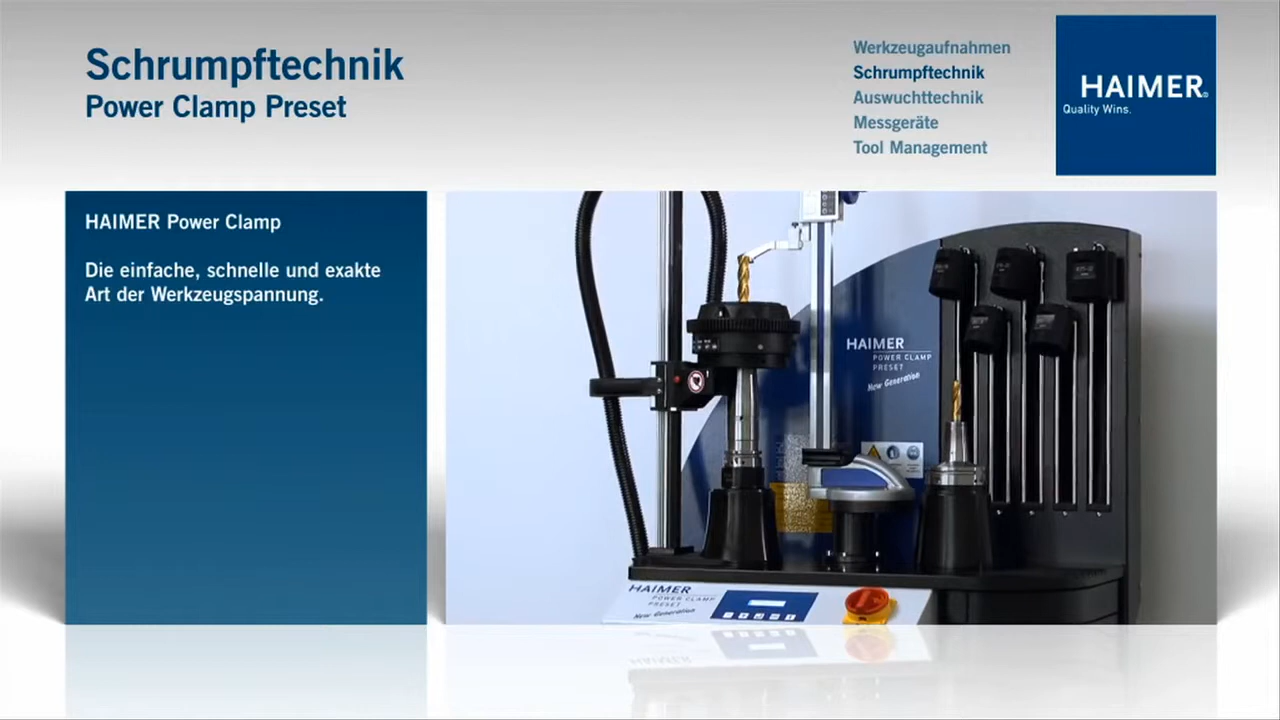 Schrumpftechnik
Power Clamp Preset
Werkzeugaufnahmen
Schrumpftechnik
Auswuchttechnik
Messgeräte
Tool Management
HAIMER®
Quality Wins.
HAIMER Power Clamp
Die einfache, schnelle und exakte
Art der Werkzeugspannung.
HAIMER
POWER CLAMP
PRESET
New Generation
HAIMER
POWER CLAMP
PRESET
New Generation